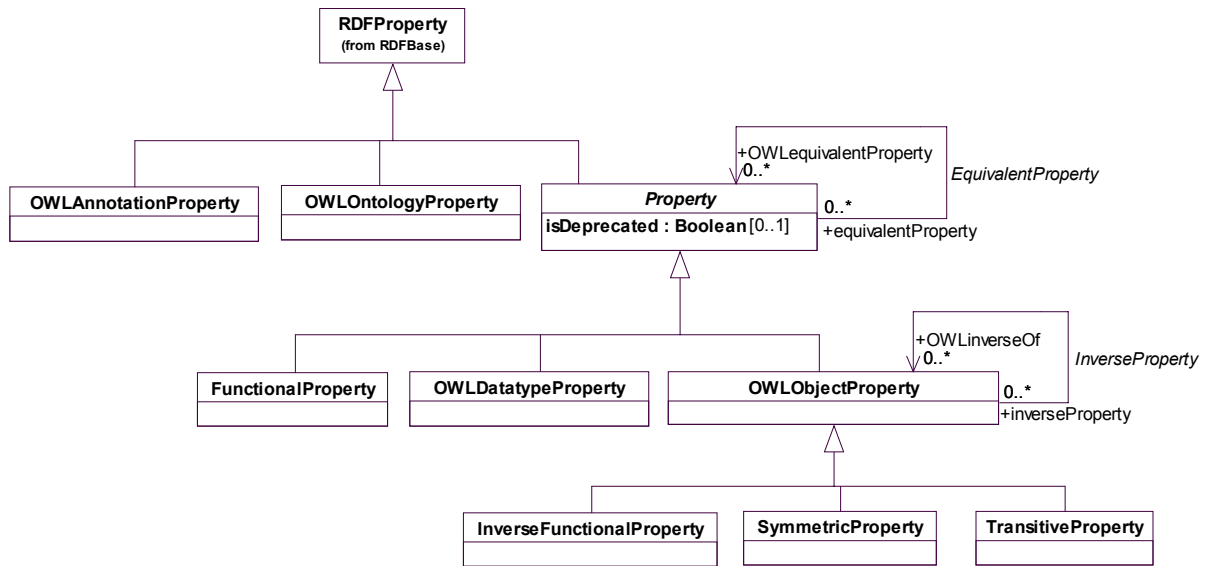 RDFProperty
(from RDFBase)
+OWLequivalentProperty
0..*
EquivalentProperty
OWLAnnotationProperty
OWLOntologyProperty
Property
0..*
isDeprecated : Boolean [0..1]
+equivalentProperty
+OWLinverseOf
0..*
InverseProperty
FunctionalProperty
OWLDatatypeProperty
OWLObjectProperty
0..*
+inverseProperty
InverseFunctionalProperty
SymmetricProperty
TransitiveProperty